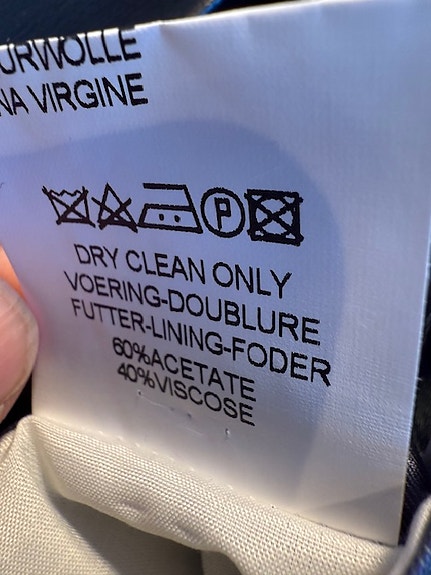 URWOLLE
NA VIRGINE
P
DRY CLEAN ONLY
VOERING-DOUBLURE
FUTTER-LINING-FODER
60%ACETATE
40%VISCOSE